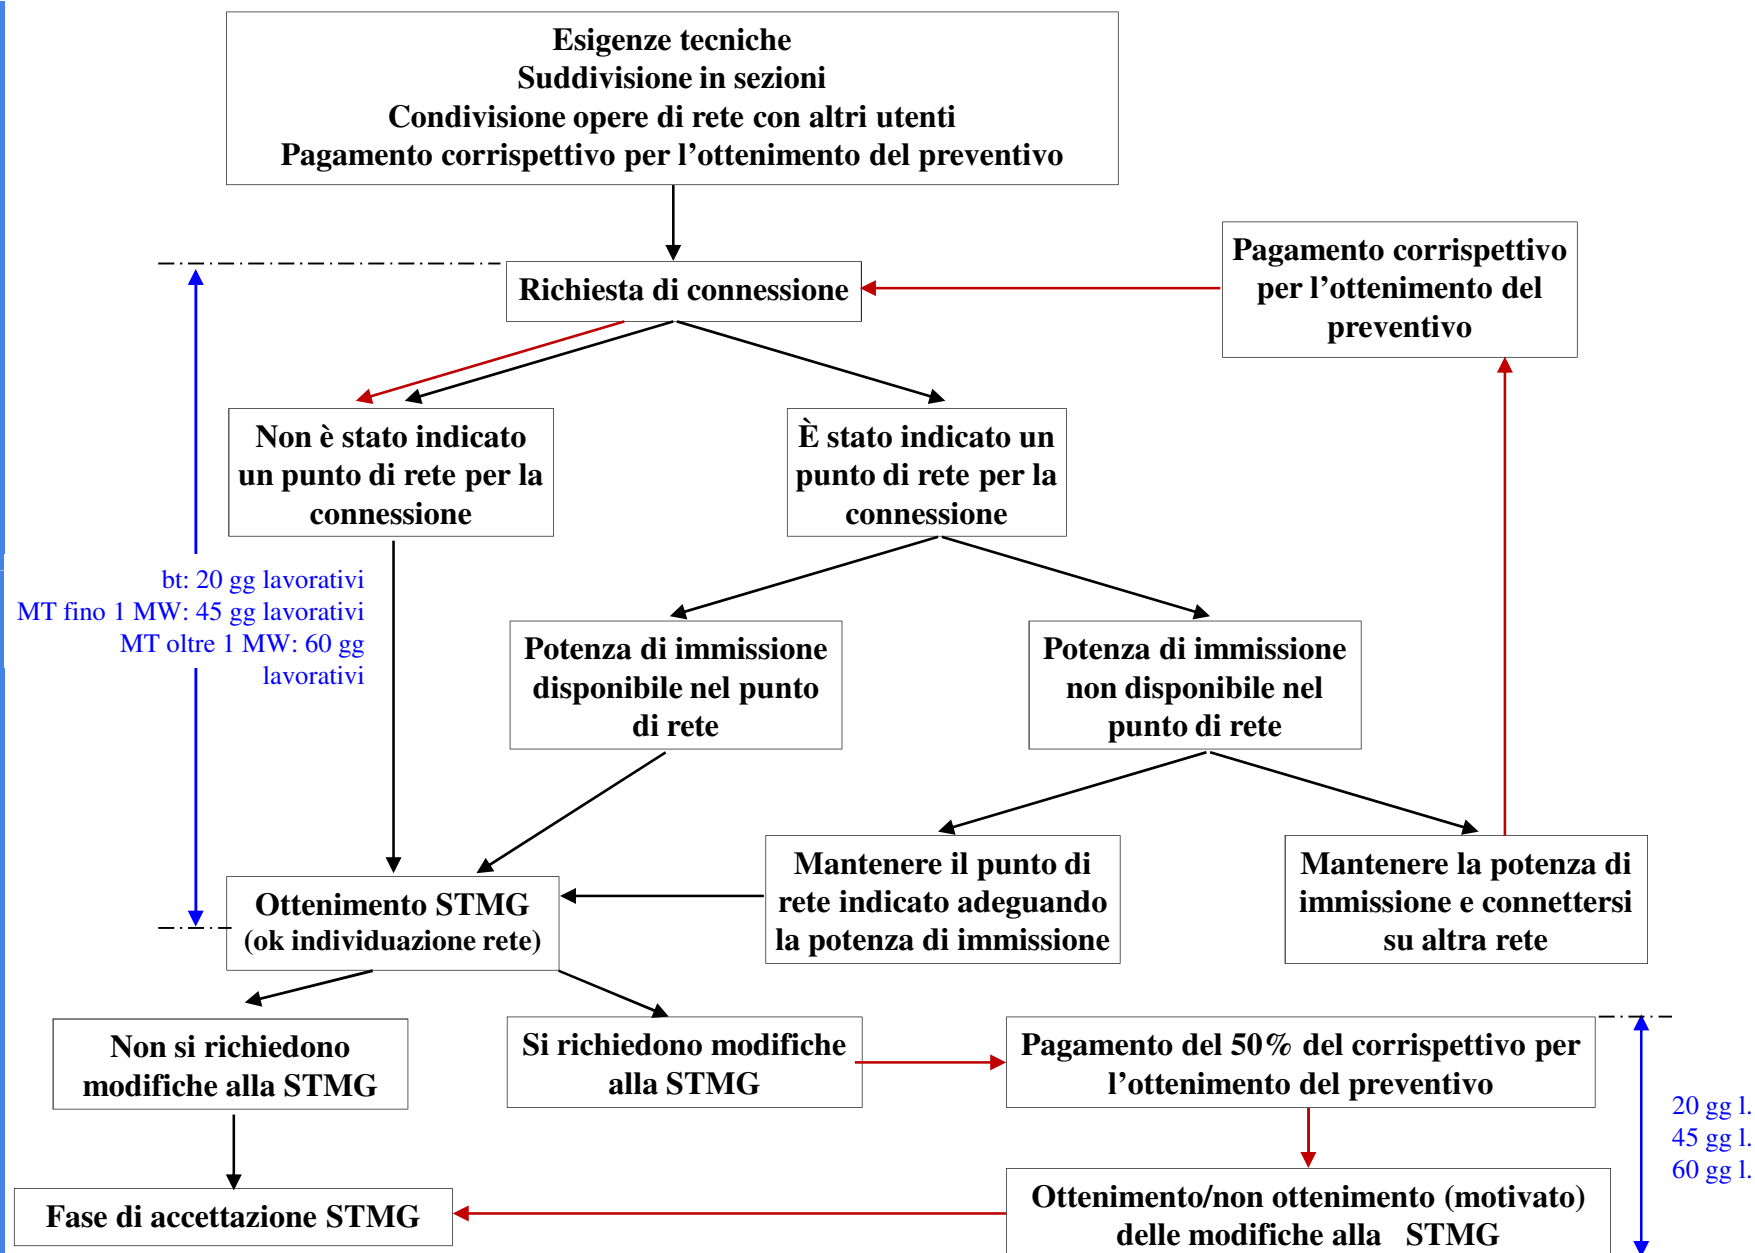 Esigenze tecniche
Suddivisione in sezioni
Condivisione opere di rete con altri utenti
Pagamento corrispettivo per l'ottenimento del preventivo
Pagamento corrispettivo
per l'ottenimento del
preventivo
Richiesta di connessione
Non è stato indicato
un punto di rete per la
connessione
È stato indicato un
punto di rete per la
connessione
bt: 20 gg lavorativi
MT fino 1 MW: 45 gg lavorativi
MT oltre 1 MW: 60 gg
lavorativi
Potenza di immissione
disponibile nel punto
di rete
Potenza di immissione
non disponibile nel
punto di rete
Ottenimento STMG
(ok individuazione rete)
Mantenere il punto di
rete indicato adeguando
la potenza di immissione
Mantenere la potenza di
immissione e connettersi
su altra rete
Non si richiedono
modifiche alla STMG
Si richiedono modifiche
alla STMG
Pagamento del 50% del corrispettivo per
l'ottenimento del preventivo
20 gg l.
45 gg l.
60 gg l.
Fase di accettazione STMG
Ottenimento/non ottenimento (motivato)
delle modifiche alla STMG